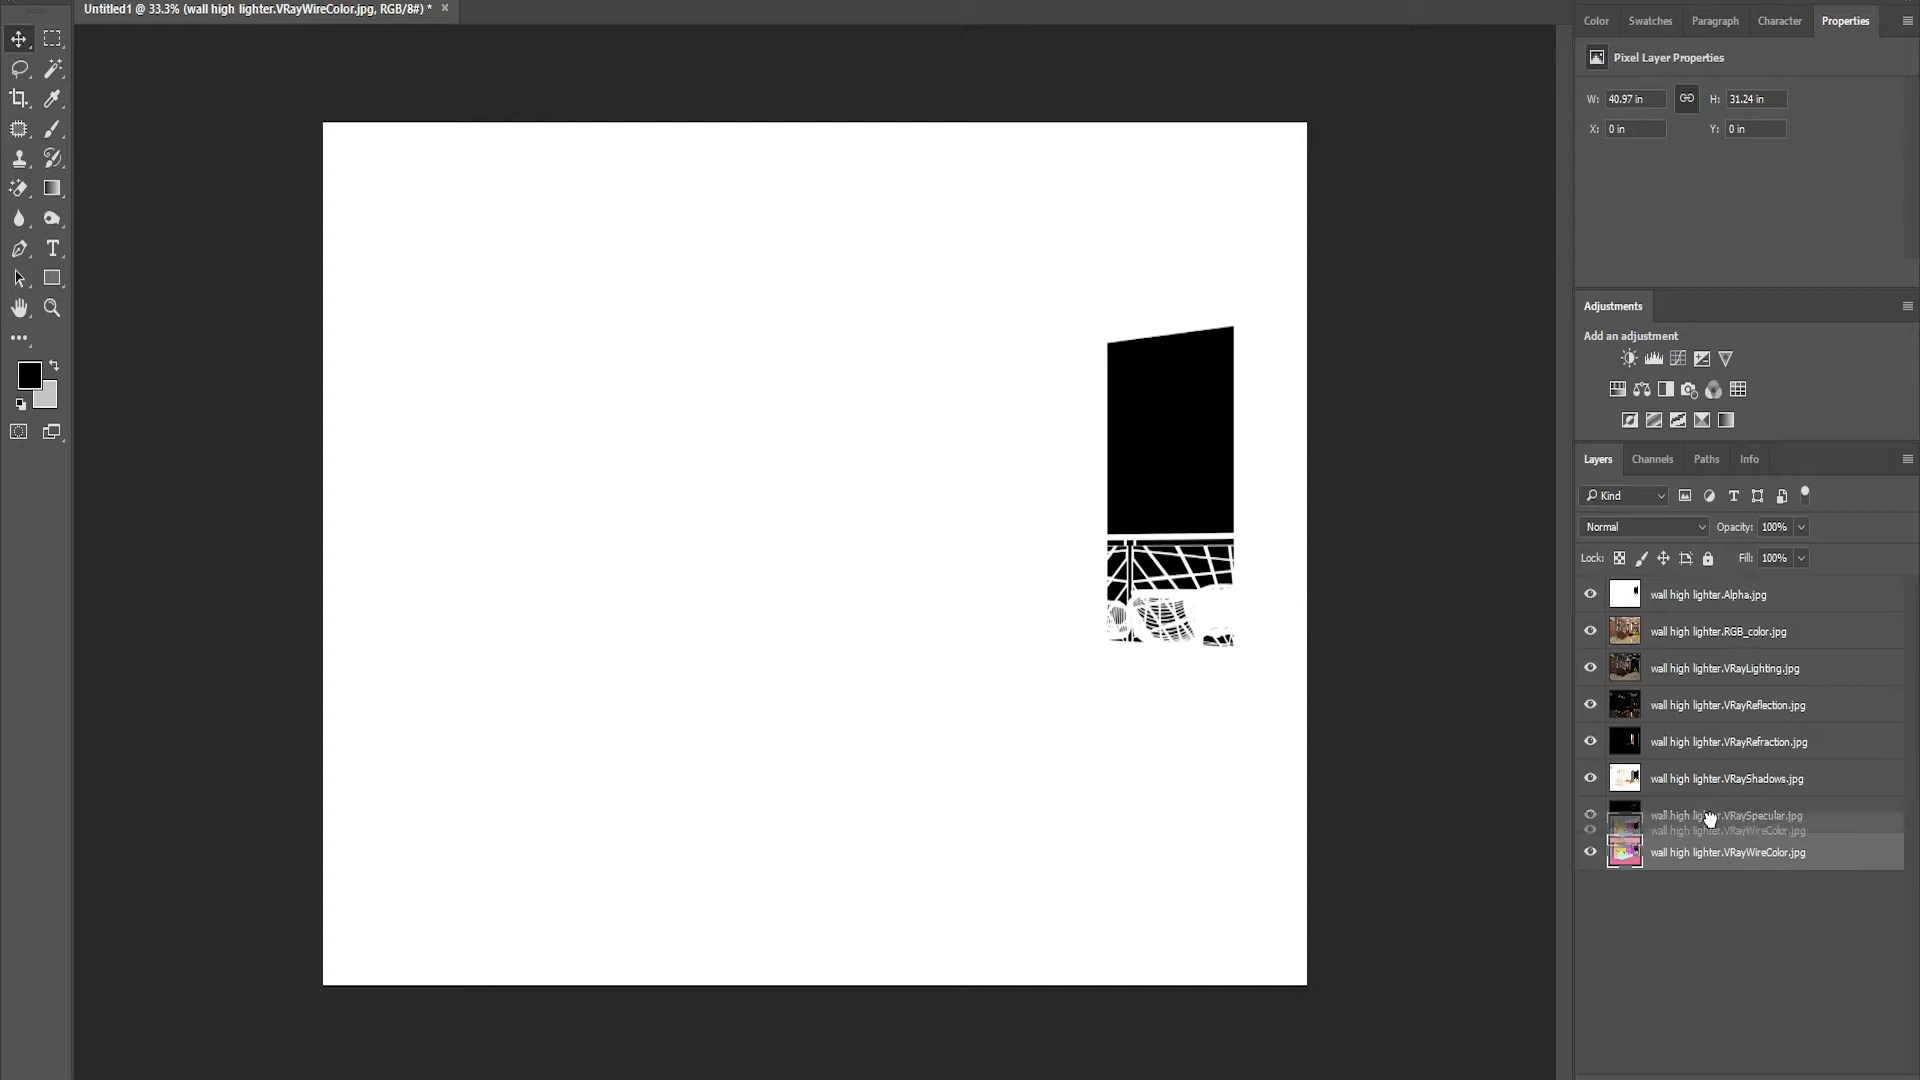 Untitled1 @ 33.3% (wall high lighter.VRayWireColor.jpg, RGB/8#) *
Color Swatches Paragraph Character Properties
Pixel Layer Properties
W: 40.97 in H: 31.24 in
X: 0 in Y: 0 in
Adjustments
Add an adjustment
Layers Channels Paths Info
Kind
Normal Opacity: 100%
Lock: Fill: 100%
wall high lighter.Alpha.jpg
wall high lighter.RGB_color.jpg
wall high lighter.VRayLighting.jpg
wall high lighter.VRayReflection.jpg
wall high lighter.VRayRefraction.jpg
wall high lighter.VRayShadows.jpg
wall high lighter.VRaySpecular.jpg
wall high lighter.VRayWireColor.jpg
wall high lighter.VRayWireColor.jpg